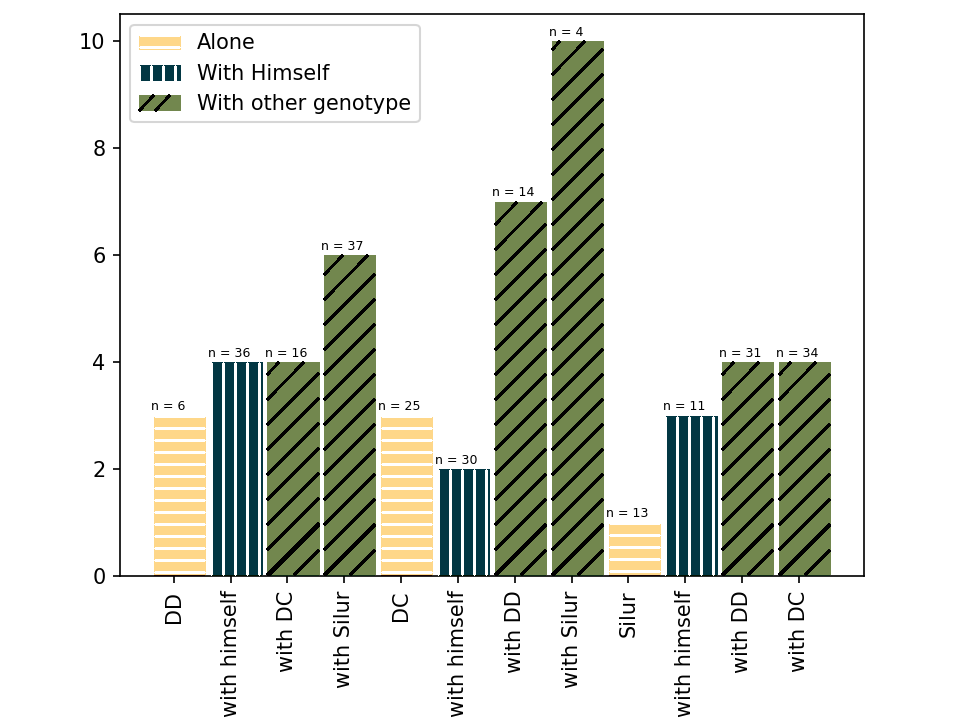 10
8
6
4
2
0
Alone
With Himself
With other genotype
n = 6
n = 36
n = 16
n = 37
n = 25
n = 30
n = 14
n = 4
n = 13
n = 11
n = 31
n = 34
DD
with himself
with DC
with Silur
DC
with himself
with DD
with Silur
Silur
with himself
with DD
with DC